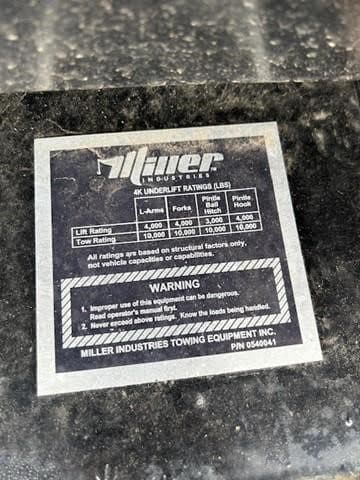 Miller
INDUSTRIES
4K UNDERLIFT RATINGS (LBS)
L-Arms Forks Pintle Ball Hitch Pintle Hook
Lift Rating 4,000 4,000 3,000 4,000
Tow Rating 10,000 10,000 10,000 10,000
All ratings are based on structural factors only,
not vehicle capacities or capabilities.
WARNING
1. Improper use of this equipment can be dangerous.
Read operator's manual first.
2. Never exceed above ratings. Know the loads being handled.
MILLER INDUSTRIES TOWING EQUIPMENT INC.
P/N 0540041